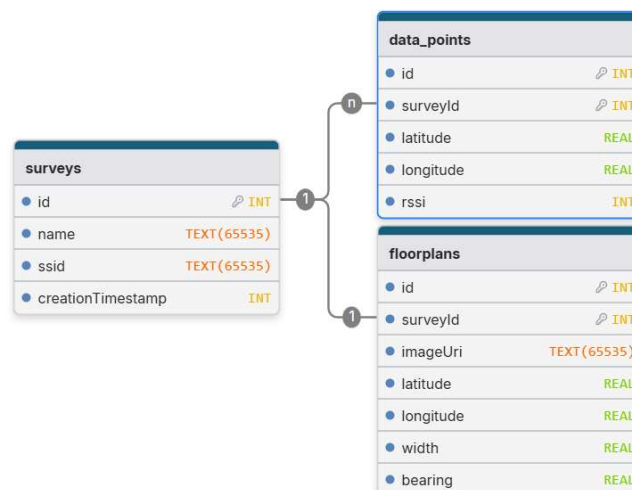 surveys
id INT
name TEXT(65535)
ssid TEXT(65535)
creationTimestamp INT
1
n
1
data_points
id INT
surveyId INT
latitude REAL
longitude REAL
rssi INT
floorplans
id INT
surveyId INT
imageUri TEXT(65535)
latitude REAL
longitude REAL
width REAL
bearing REAL